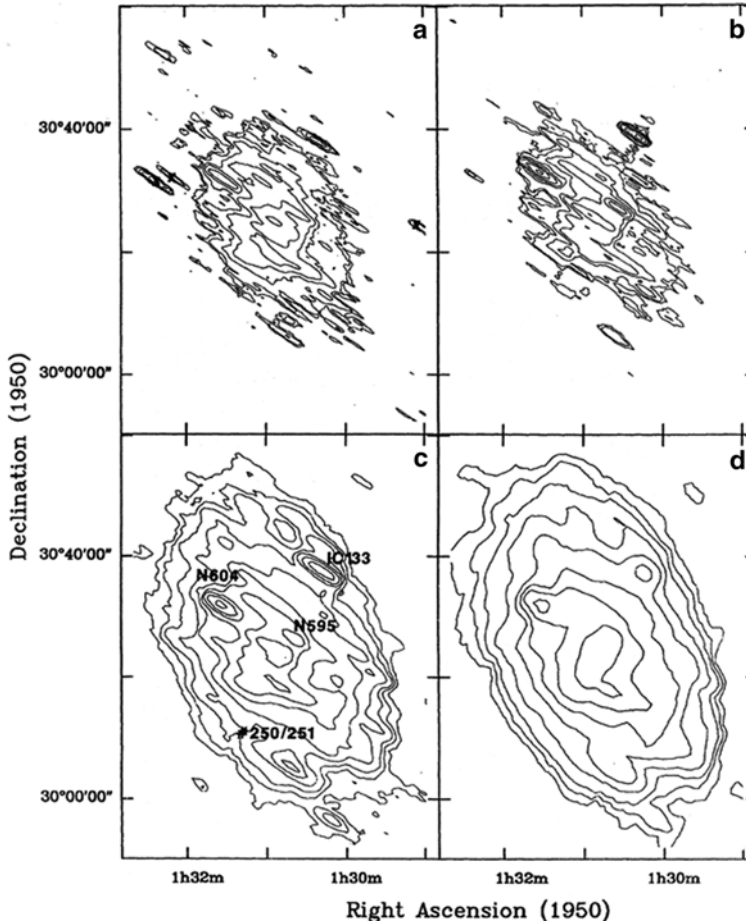 a
b
30°40′00″
30°00′00″
c
d
30°40′00″
30°00′00″
IC133
N604
N595
#250/251
1h32m
1h30m
1h32m
1h30m
Declination (1950)
Right Ascension (1950)